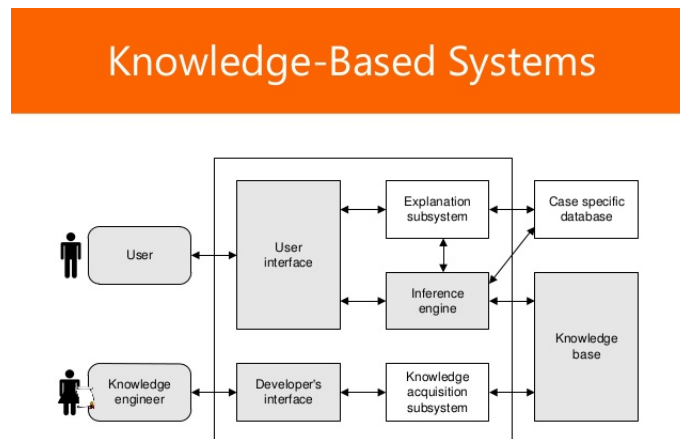 Knowledge-Based Systems
Explanation
subsystem
Case specific
database
User
User
interface
Inference
engine
Knowledge
base
Knowledge
engineer
Developer's
interface
Knowledge
acquisition
subsystem